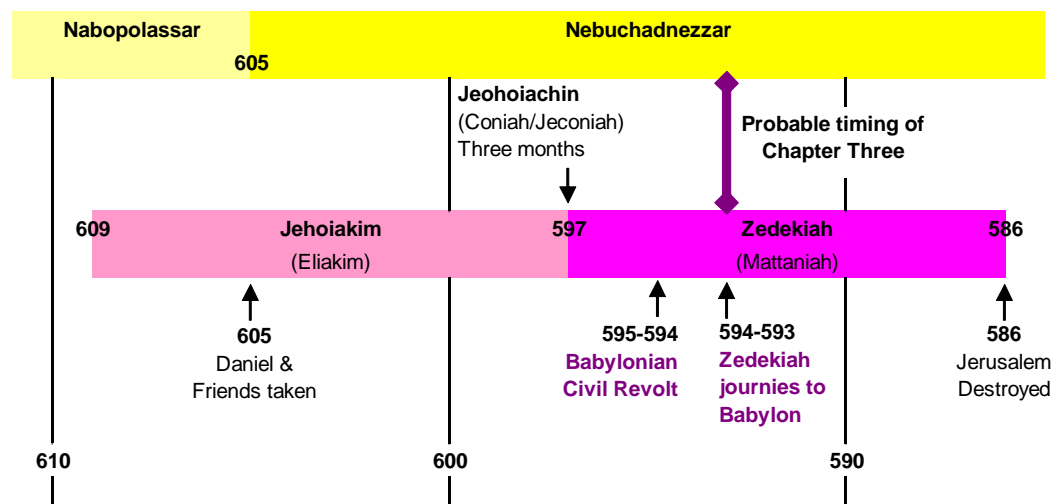 Nabopolassar
Nebuchadnezzar
605
Jeohoiachin
(Coniah/Jeconiah)
Three months
Probable timing of
Chapter Three
609
Jehoiakim
597
Zedekiah
586
(Eliakim)
(Mattaniah)
605
Daniel &
Friends taken
595-594
Babylonian
Civil Revolt
594-593
Zedekiah
journies to
Babylon
586
Jerusalem
Destroyed
610
600
590